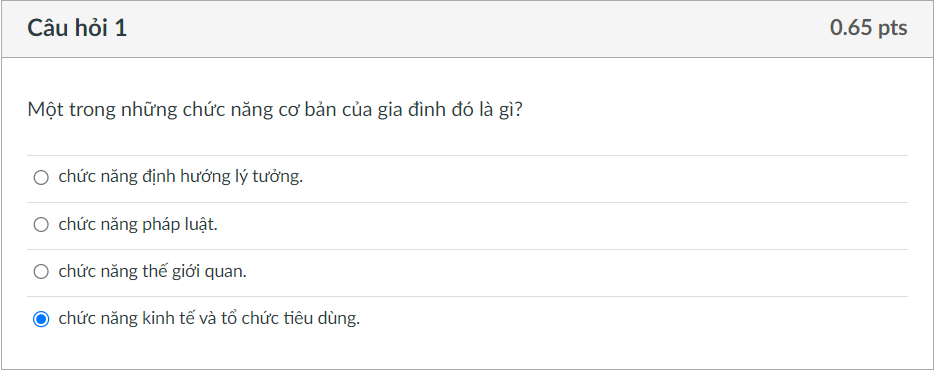 Câu hỏi 1
0.65 pts
Một trong những chức năng cơ bản của gia đình đó là gì?
chức năng định hướng lý tưởng.
chức năng pháp luật.
chức năng thế giới quan.
chức năng kinh tế và tổ chức tiêu dùng.